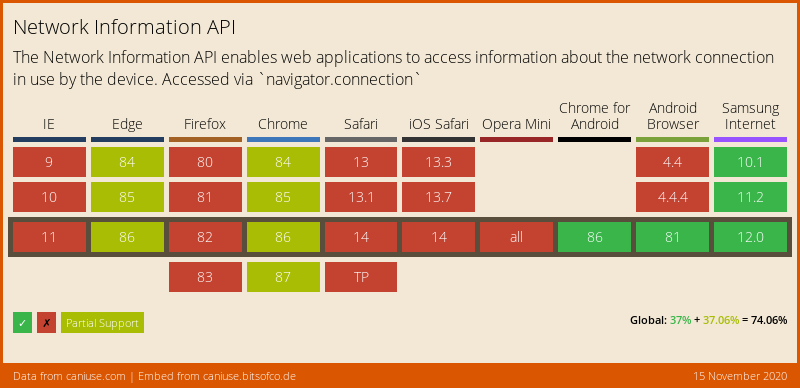 Network Information API
The Network Information API enables web applications to access information about the network connection
in use by the device. Accessed via `navigator.connection`
IE Edge Firefox Chrome Safari iOS Safari Opera Mini Chrome for Android Android Browser Samsung Internet
9 84 80 84 13 13.3 4.4 10.1
10 85 81 85 13.1 13.7 4.4.4 11.2
11 86 82 86 14 14 all 86 81 12.0
83 87 TP
✓ ✗ Partial Support Global: 37% + 37.06% = 74.06%
Data from caniuse.com | Embed from caniuse.bitsofco.de 15 November 2020